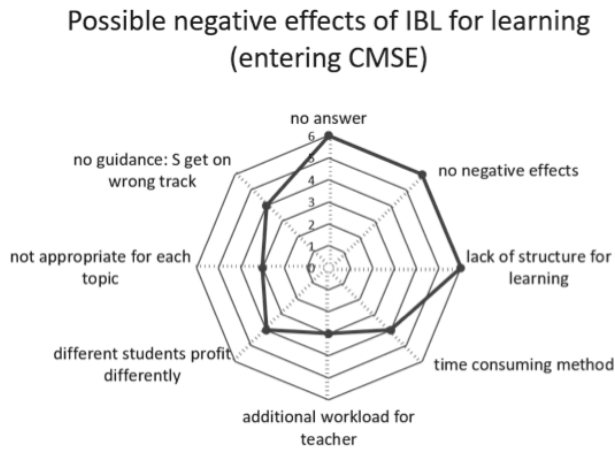 Possible negative effects of IBL for learning
(entering CMSE)
no answer
6
5
4
3
2
1
0
no guidance: S get on
wrong track
no negative effects
not appropriate for each
topic
lack of structure for
learning
different students profit
differently
time consuming method
additional workload for
teacher